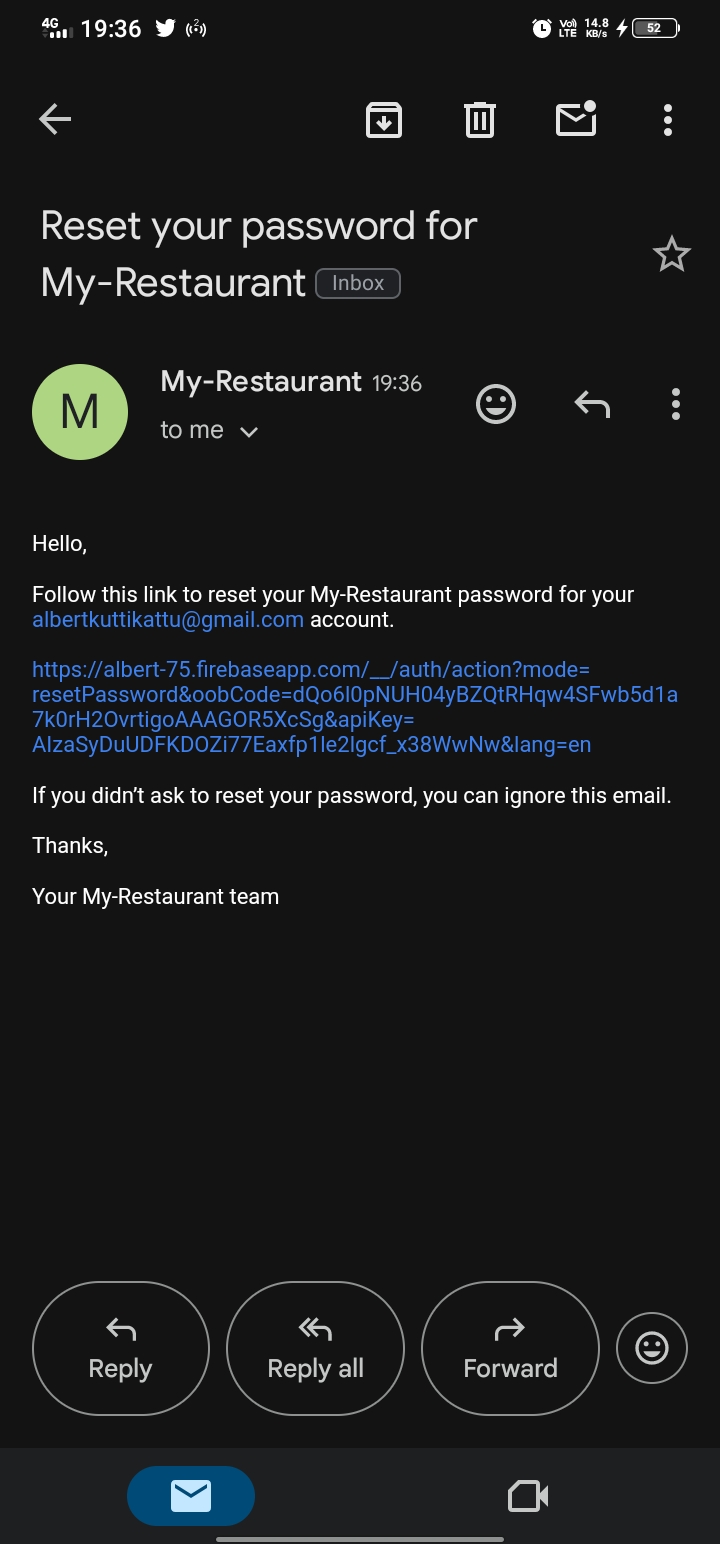 4G 19:36 2 Vo) LTE 14.8 KB/s 52
Reset your password for
My-Restaurant Inbox
M
My-Restaurant 19:36
to me
Hello,
Follow this link to reset your My-Restaurant password for your
albertkuttikattu@gmail.com account.
https://albert-75.firebaseapp.com/__/auth/action?mode=
resetPassword&oobCode=dQo6l0pNUH04yBZQtRHqw4SFwb5d1a
7k0rH2OvrtigoAAAGOR5XcSg&apiKey=
AIzaSyDuUDFKDOZi77Eaxfp1le2lgcf_x38WwNw&lang=en
If you didn’t ask to reset your password, you can ignore this email.
Thanks,
Your My-Restaurant team
Reply Reply all Forward